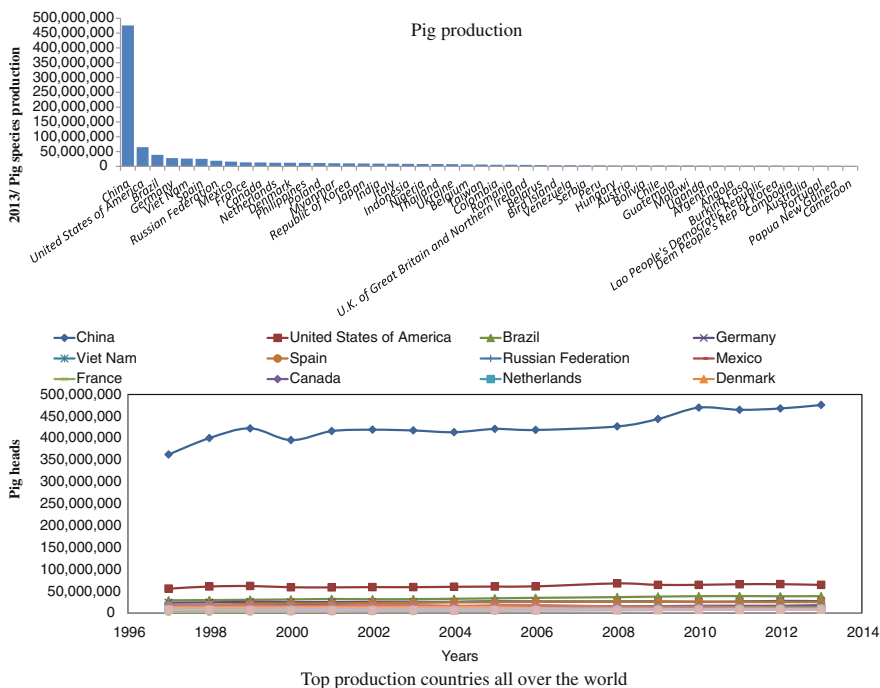 Pig production
2013/ Pig species production
500,000,000
450,000,000
400,000,000
350,000,000
300,000,000
250,000,000
200,000,000
150,000,000
100,000,000
50,000,000
0
China
United States of America
Brazil
Germany
Viet Nam
Spain
Russian Federation
Mexico
France
Canada
Netherlands
Denmark
Philippines
Poland
Myanmar
Republic of Korea
Japan
India
Italy
Indonesia
Nigeria
Thailand
Ukraine
Belgium
Taiwan
Colombia
Romania
U.K. of Great Britain and Northern Ireland
Belarus
Bird Island
Venezuela
Serbia
Peru
Hungary
Austria
Bolivia
Chile
Guatemala
Malawi
Uganda
Argentina
Angola
Burkina Faso
Lao People's Democratic Republic
Dem People's Rep of Korea
Cambodia
Australia
Portugal
Papua New Guinea
Cameroon
China
United States of America
Brazil
Germany
Viet Nam
Spain
Russian Federation
Mexico
France
Canada
Netherlands
Denmark
Pig heads
500,000,000
450,000,000
400,000,000
350,000,000
300,000,000
250,000,000
200,000,000
150,000,000
100,000,000
50,000,000
0
1996
1998
2000
2002
2004
2006
2008
2010
2012
2014
Years
Top production countries all over the world